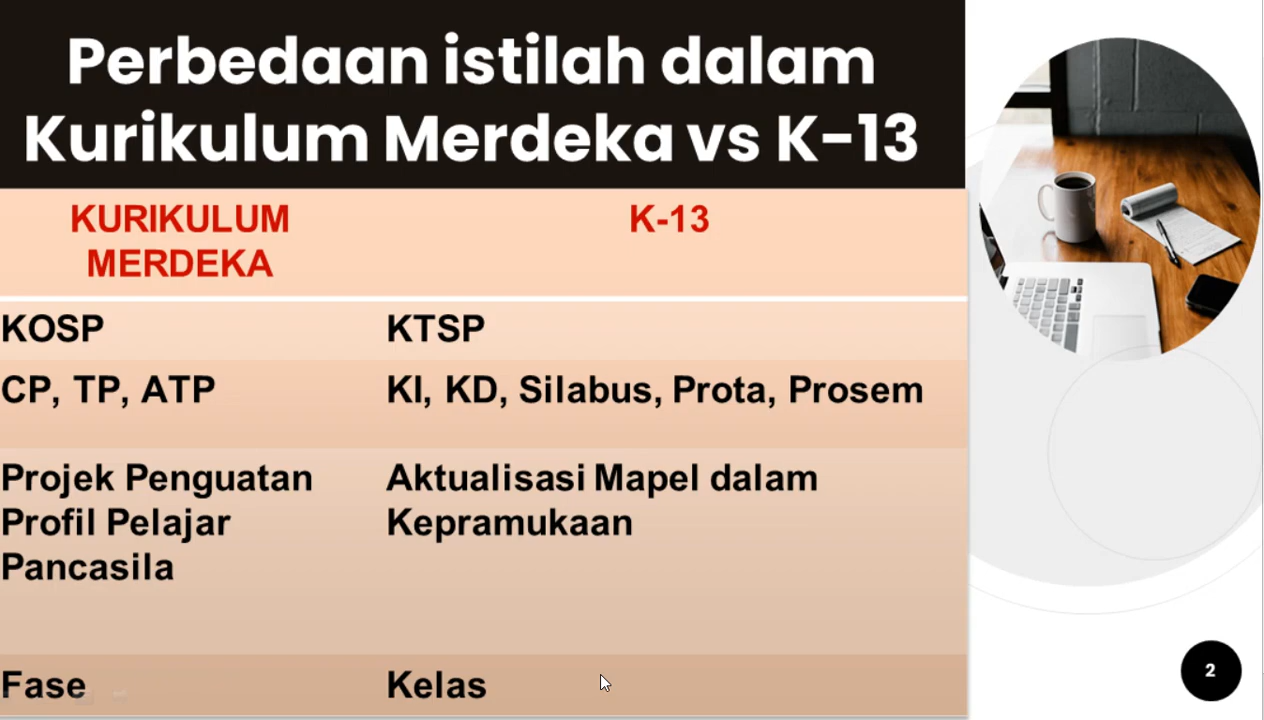 Perbedaan istilah dalam
Kurikulum Merdeka vs K-13
KURIKULUM
MERDEKA
K-13
KOSP
KTSP
CP, TP, ATP
KI, KD, Silabus, Prota, Prosem
Projek Penguatan
Profil Pelajar
Pancasila
Aktualisasi Mapel dalam
Kepramukaan
Fase
Kelas
2